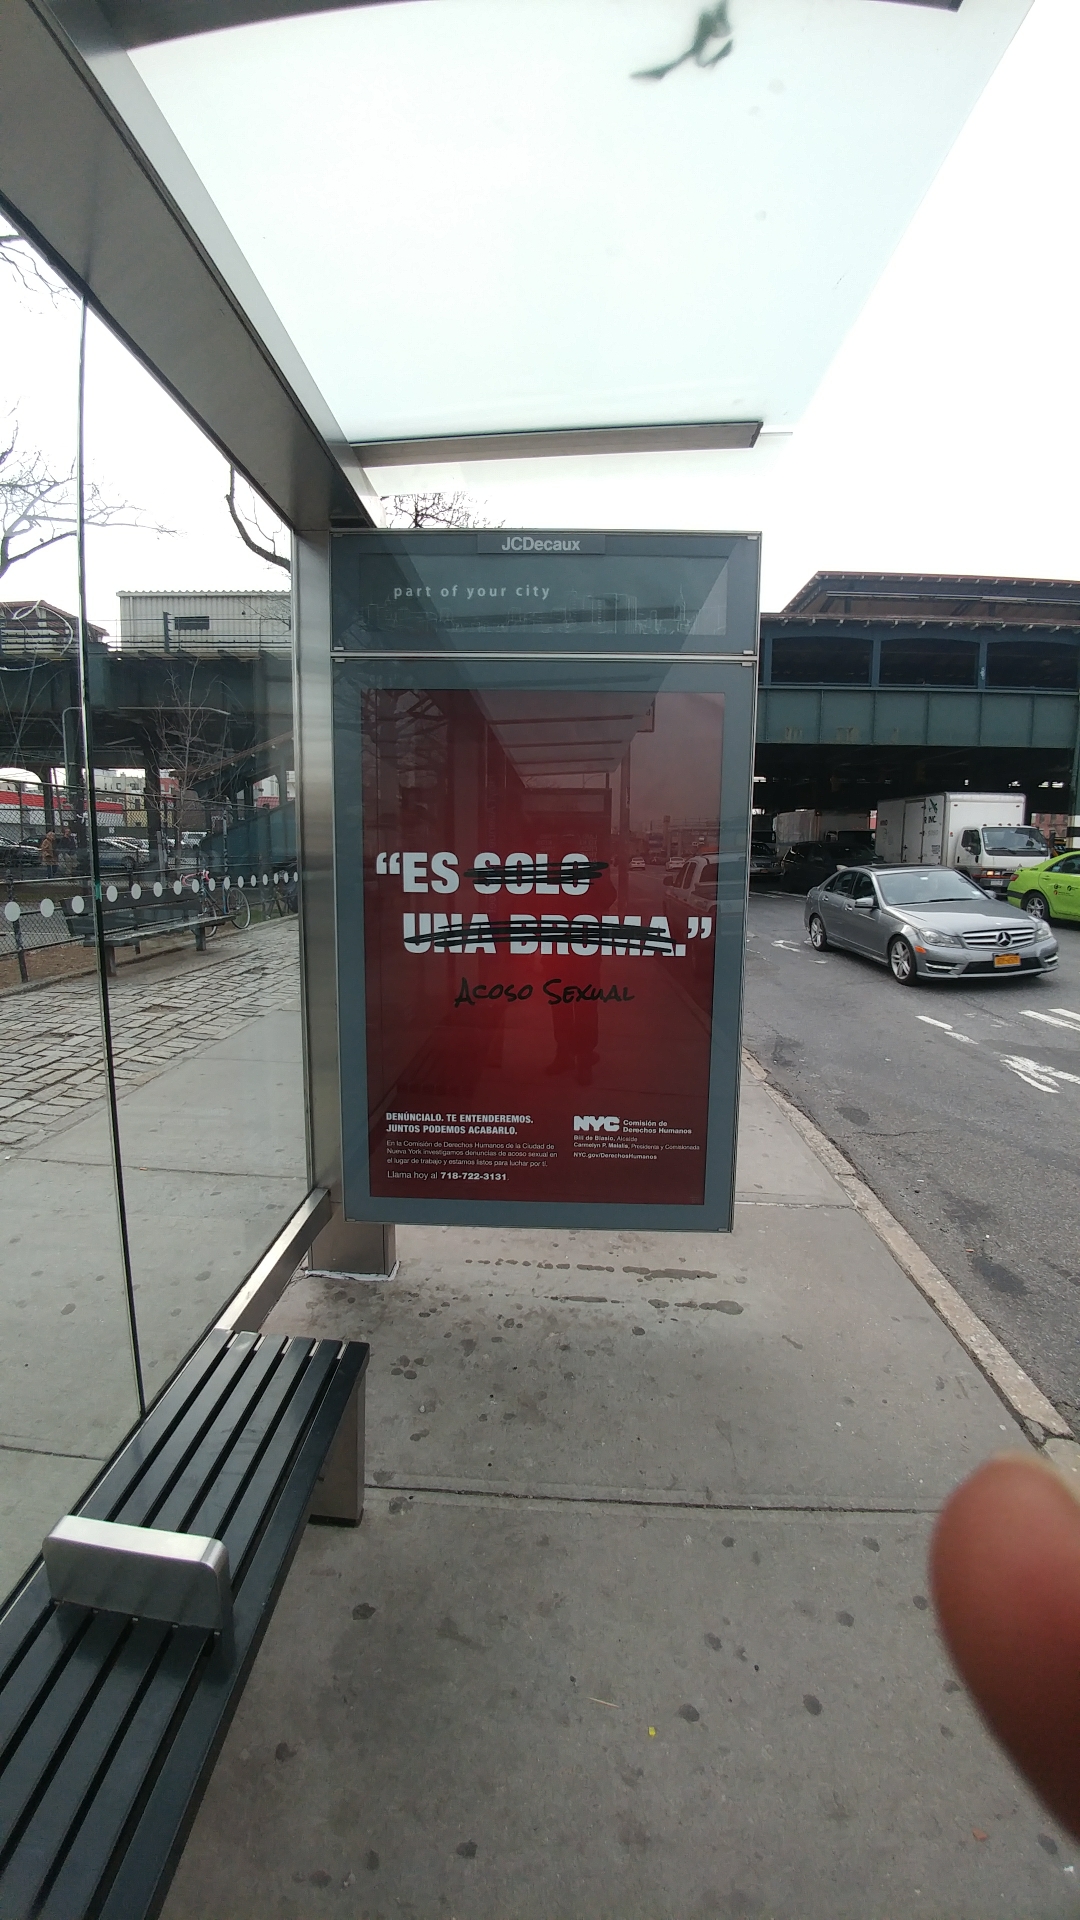 JCDecaux
part of your city
“ES SOLO
UNA BROMA.”
ACOSO SEXUAL
DENÚNCIALO. TE ENTENDEREMOS.
JUNTOS PODEMOS ACABARLO.
En la Comisión de Derechos Humanos de la Ciudad de
Nueva York investigamos denuncias de acoso sexual en
el lugar de trabajo y estamos listos para luchar por ti.
Llama hoy al 718-722-3131.
NYC Comisión de
Derechos Humanos
Bill de Blasio, Alcalde
Carmelyn P. Malalis, Presidenta y Comisionada
NYC.gov/DerechosHumanos